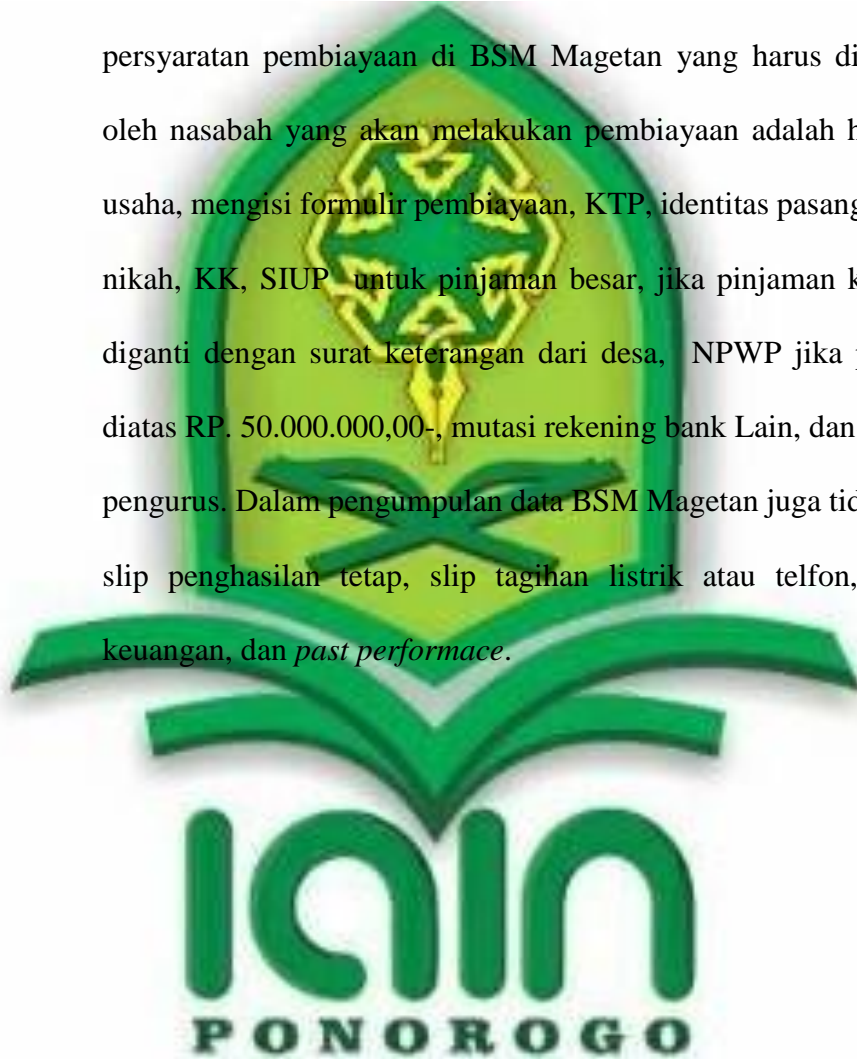 persyaratan pembiayaan di BSM Magetan yang harus
oleh nasabah yang akan melakukan pembiayaan adalah
usaha, mengisi formulir pembiayaan, KTP, identitas
nikah, KK, SIUP untuk pinjaman besar, jika pinjaman
diganti dengan surat keterangan dari desa, NPWP jika
diatas RP. 50.000.000,00-, mutasi rekening bank Lain, dan
pengurus. Dalam pengumpulan data BSM Magetan juga
slip penghasilan tetap, slip tagihan listrik atau telfon,
keuangan, dan past performace.
iain
PONOROGO